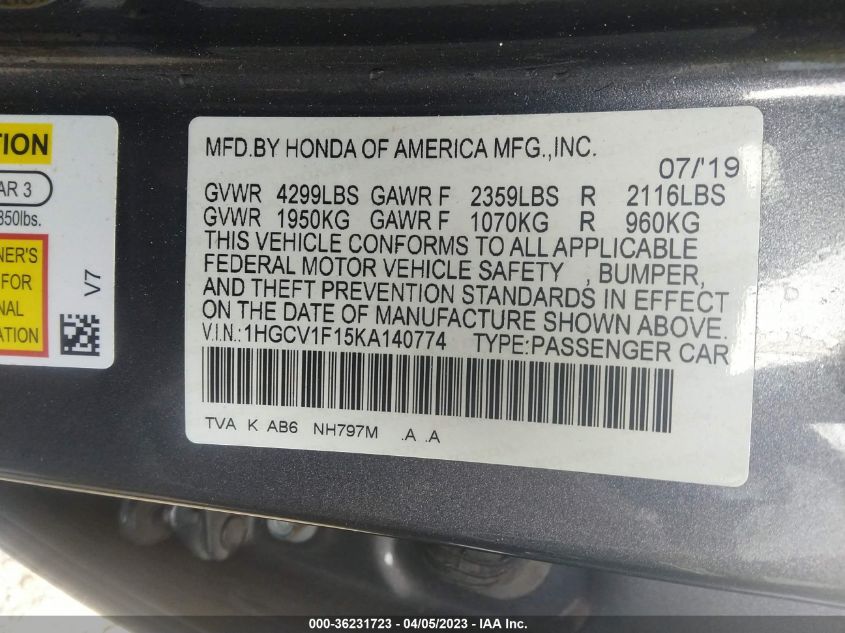 TION
AR 3
350lbs.
NER'S
FOR
NAL
ATION
V7
MFD.BY HONDA OF AMERICA MFG.,INC.
07/'19
GVWR 4299LBS GAWR F 2359LBS R 2116LBS
GVWR 1950KG GAWR F 1070KG R 960KG
THIS VEHICLE CONFORMS TO ALL APPLICABLE
FEDERAL MOTOR VEHICLE SAFETY , BUMPER,
AND THEFT PREVENTION STANDARDS IN EFFECT
ON THE DATE OF MANUFACTURE SHOWN ABOVE.
V.I.N.:1HGCV1F15KA140774 TYPE:PASSENGER CAR
TVA K AB6 NH797M .A .A
000-36231723 - 04/05/2023 - IAA Inc.